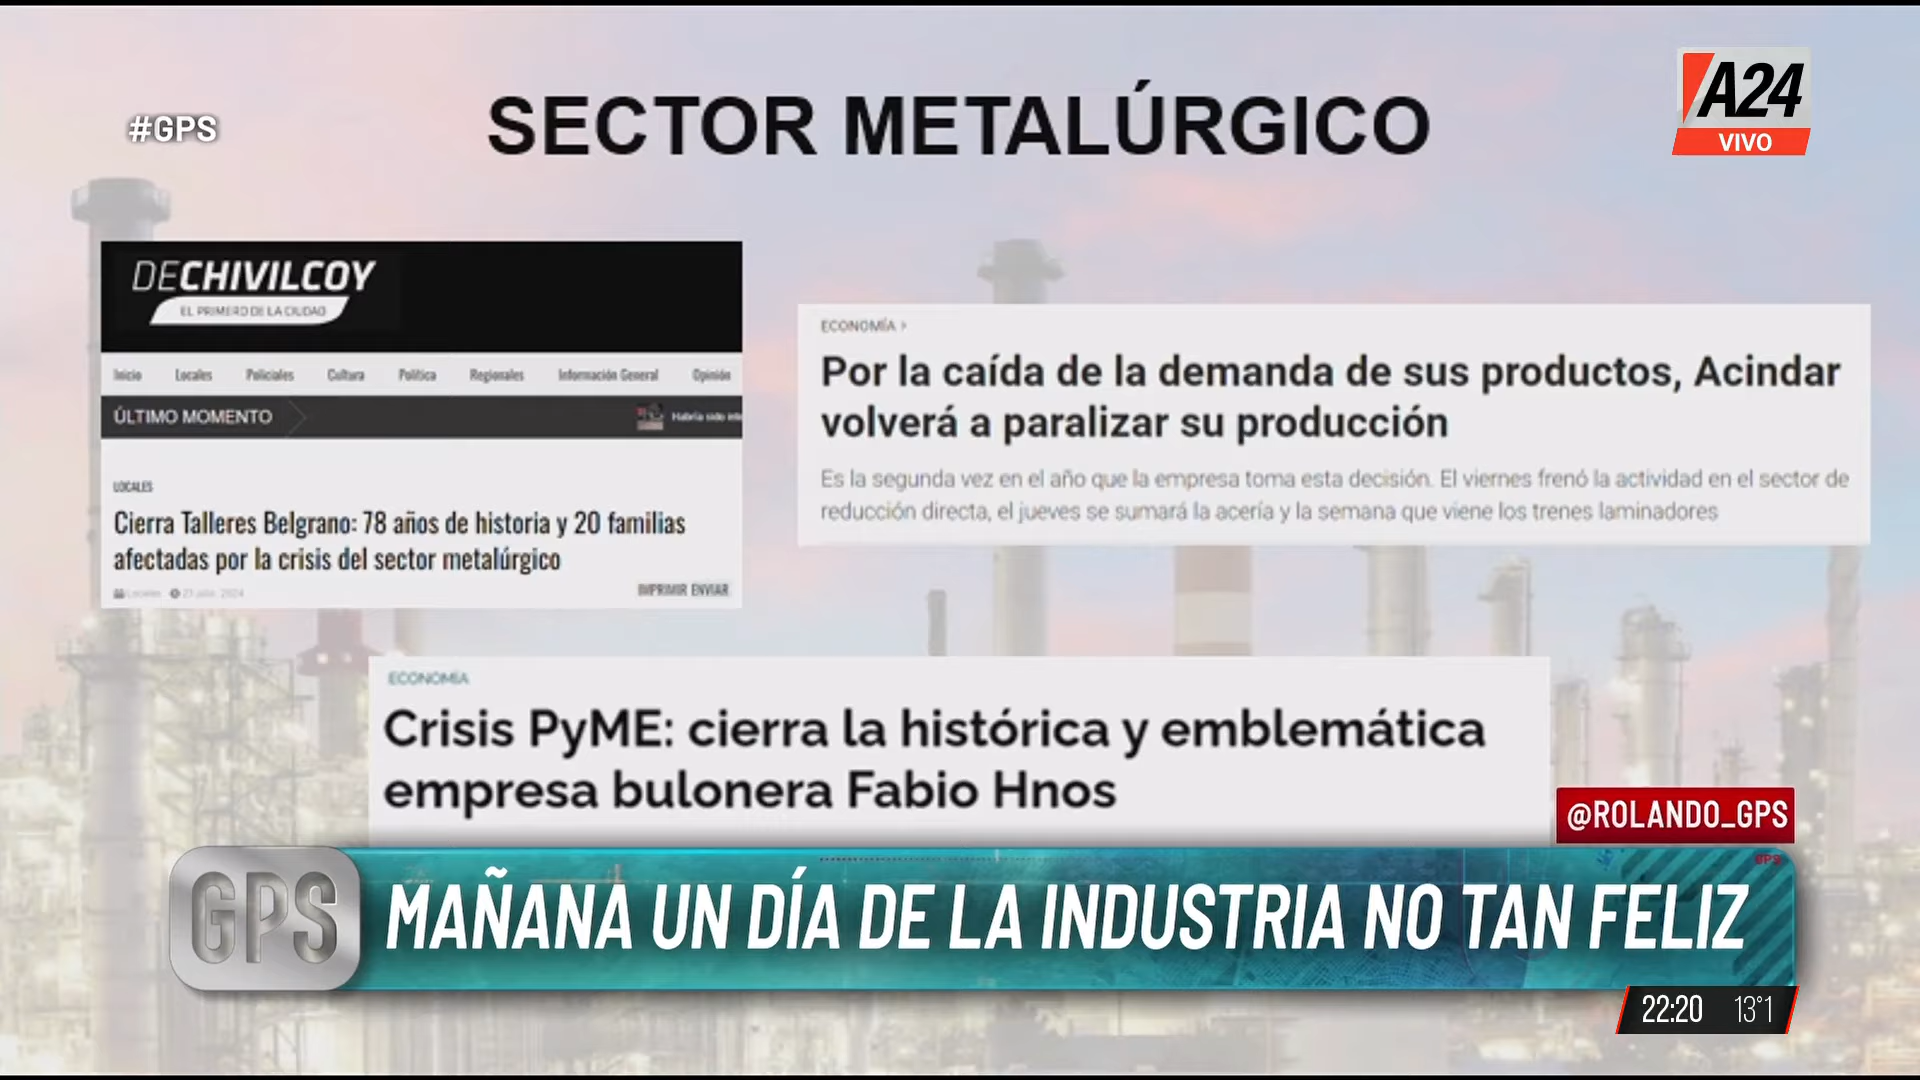 #GPS
SECTOR METALÚRGICO
A24
VIVO
DECHIVILCOY
EL PRIMERO DE LA CIUDAD
Inicio Locales Policiales Cultura Política Regionales Información General Opinión
ÚLTIMO MOMENTO
Habría sido
LOCALES
Cierra Talleres Belgrano: 78 años de historia y 20 familias
afectadas por la crisis del sector metalúrgico
Locales
2024
IMPRIMIR ENVIAR
ECONOMÍA >
Por la caída de la demanda de sus productos, Acindar
volverá a paralizar su producción
Es la segunda vez en el año que la empresa toma esta decisión. El viernes frenó la actividad en el sector de
reducción directa, el jueves se sumará la acería y la semana que viene los trenes laminadores
ECONOMÍA
Crisis PyME: cierra la histórica y emblemática
empresa bulonera Fabio Hnos
@ROLANDO_GPS
GPS
GPS
MAÑANA UN DÍA DE LA INDUSTRIA NO TAN FELIZ
22:20 13°1